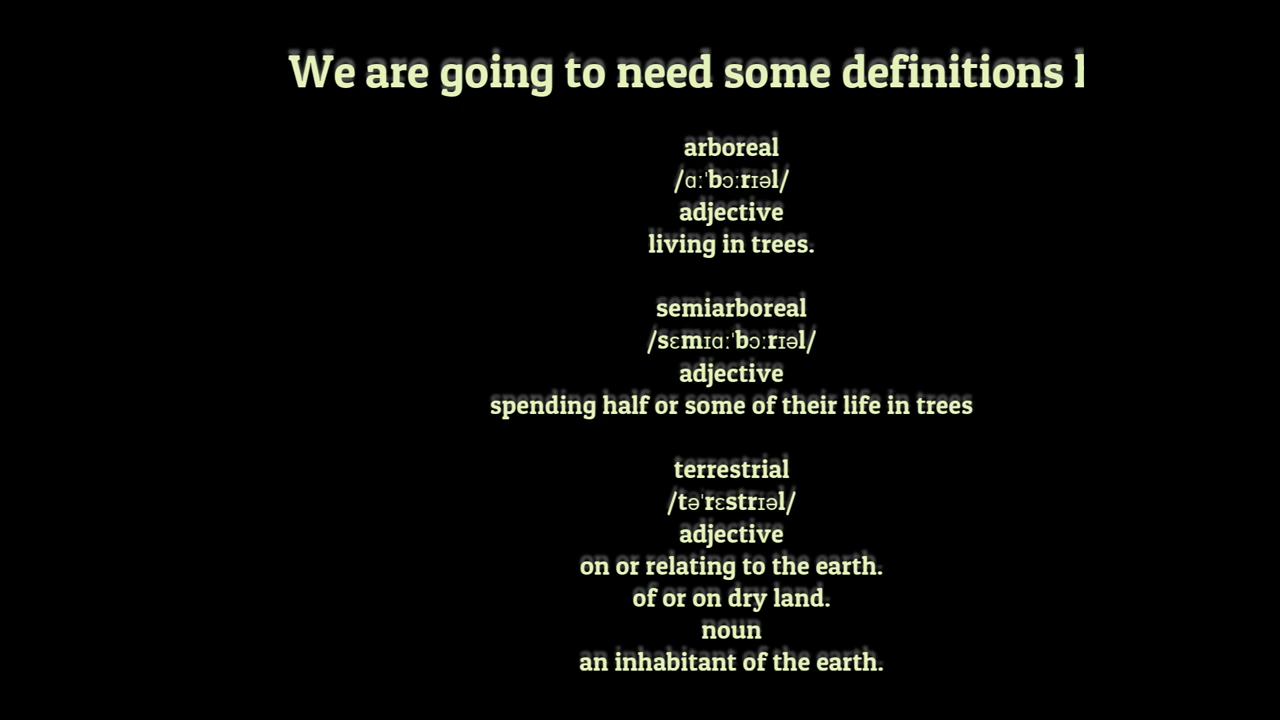 We are going to need some definitions
arboreal
/ɑːˈbɔːrɪəl/
adjective
living in trees.
semiarboreal
/sɛmɪɑːˈbɔːrɪəl/
adjective
spending half or some of their life in trees
terrestrial
/təˈrɛstrɪəl/
adjective
on or relating to the earth.
of or on dry land.
noun
an inhabitant of the earth.